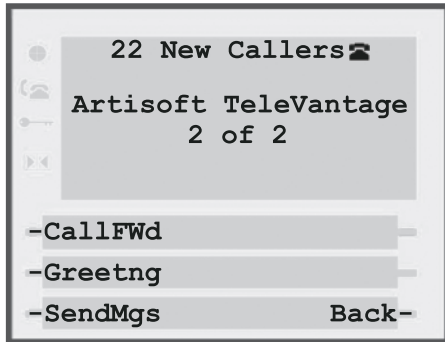 22 New Callers
Artisoft TeleVantage
2 of 2
-CallFWd
-Greetng
-SendMgs Back-